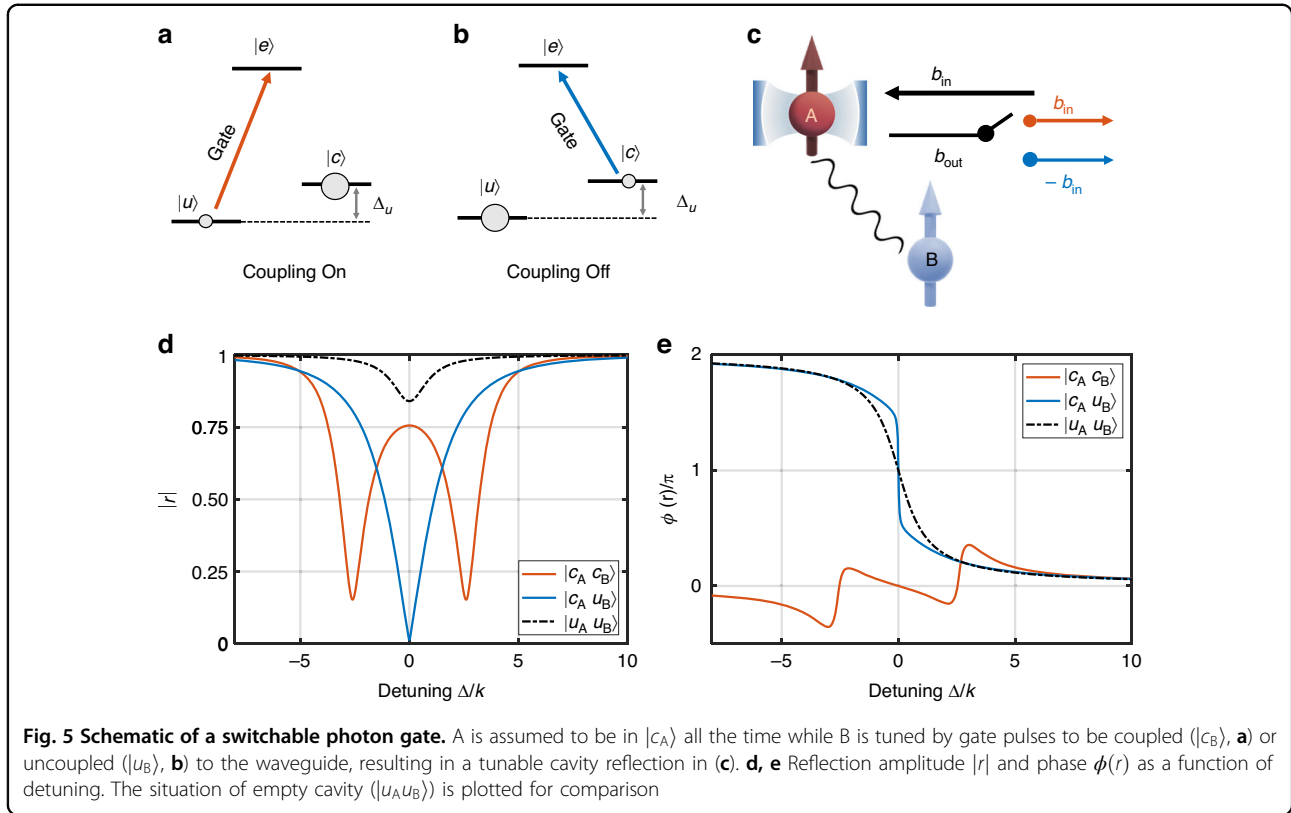 a
|e⟩
Gate
|c⟩
|u⟩
Δu
Coupling On
b
|e⟩
Gate
|c⟩
|u⟩
Δu
Coupling Off
c
A
bin
bin
bout
– bin
B
d
1
0.75
0.50
0.25
0
|r|
|cA cB⟩
|cA uB⟩
|uA uB⟩
−5
0
5
10
Detuning Δ/k
e
2
1
0
ϕ (r)/π
|cA cB⟩
|cA uB⟩
|uA uB⟩
−5
0
5
10
Detuning Δ/k
Fig. 5 Schematic of a switchable photon gate. A is assumed to be in |cA⟩ all the time while B is tuned by gate pulses to be coupled (|cB⟩, a) or
uncoupled (|uB⟩, b) to the waveguide, resulting in a tunable cavity reflection in (c). d, e Reflection amplitude |r| and phase ϕ(r) as a function of
detuning. The situation of empty cavity (|uAuB⟩) is plotted for comparison